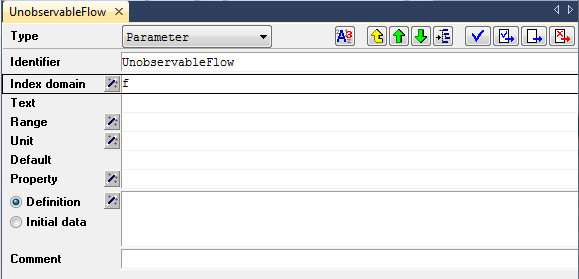 UnobservableFlow
Type Parameter
Identifier UnobservableFlow
Index domain f
Text
Range
Unit
Default
Property
Definition
Initial data
Comment